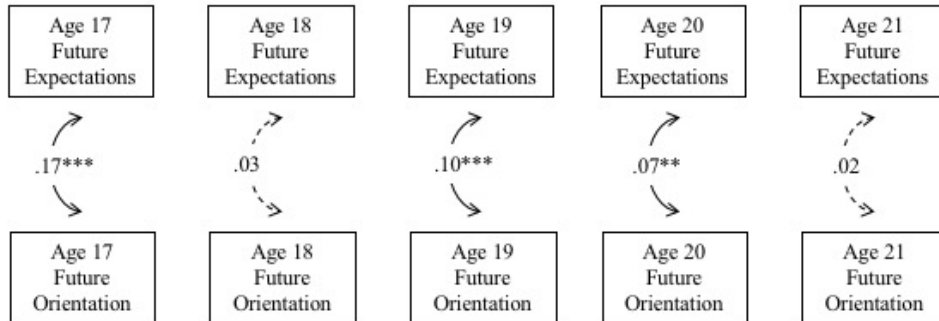 Age 17
Future
Expectations
Age 18
Future
Expectations
Age 19
Future
Expectations
Age 20
Future
Expectations
Age 21
Future
Expectations
.17***
.03
.10***
.07**
.02
Age 17
Future
Orientation
Age 18
Future
Orientation
Age 19
Future
Orientation
Age 20
Future
Orientation
Age 21
Future
Orientation